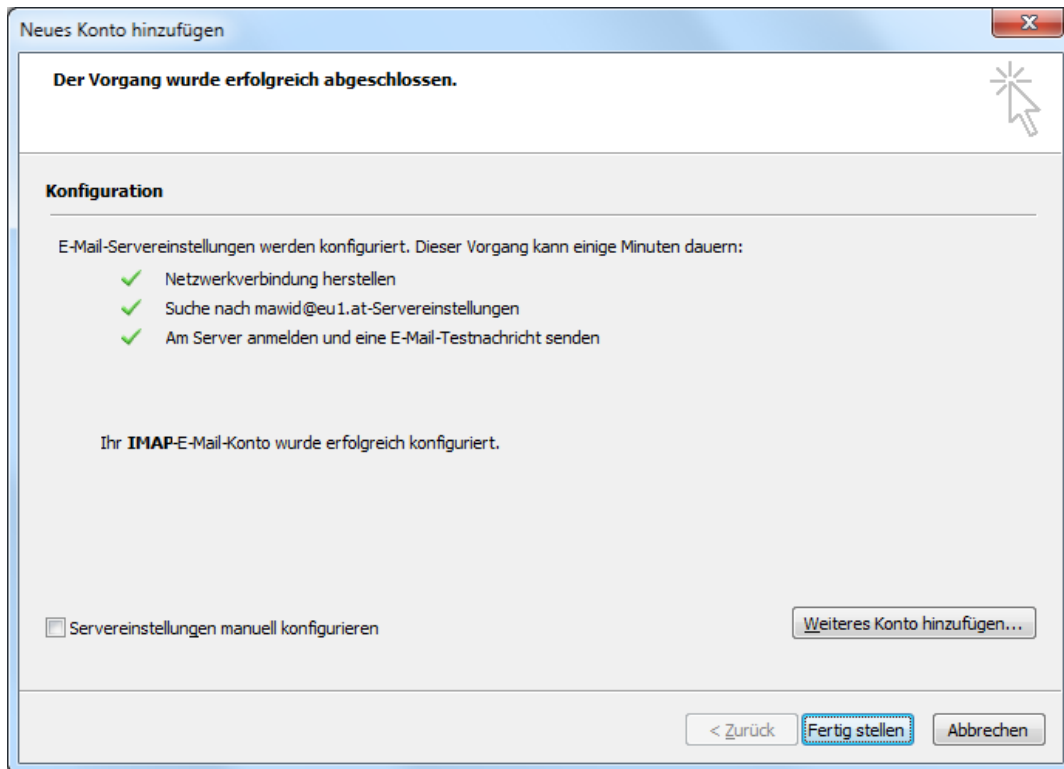 Neues Konto hinzufügen
Der Vorgang wurde erfolgreich abgeschlossen.
Konfiguration
E-Mail-Servereinstellungen werden konfiguriert. Dieser Vorgang kann einige Minuten dauern:
Netzwerkverbindung herstellen
Suche nach mawid@eu1.at-Servereinstellungen
Am Server anmelden und eine E-Mail-Testnachricht senden
Ihr IMAP-E-Mail-Konto wurde erfolgreich konfiguriert.
Servereinstellungen manuell konfigurieren
Weiteres Konto hinzufügen...
< Zurück
Fertig stellen
Abbrechen